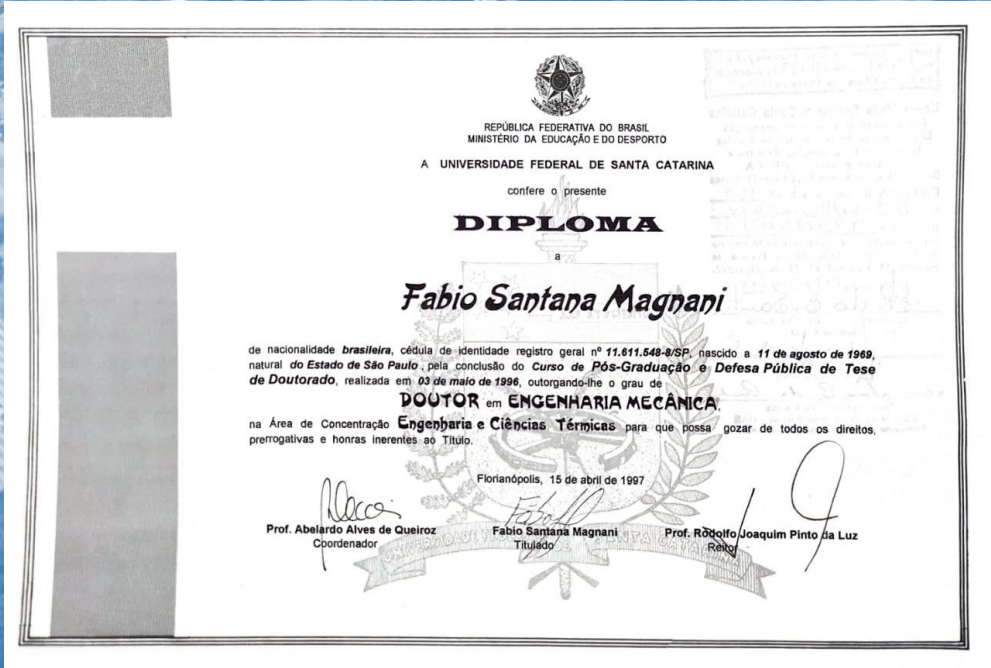 REPÚBLICA FEDERATIVA DO BRASIL
MINISTÉRIO DA EDUCAÇÃO E DO DESPORTO
A UNIVERSIDADE FEDERAL DE SANTA CATARINA
confere o presente
DIPLOMA
a
Fabio Santana Magnani
de nacionalidade brasileira, cédula de identidade registro geral nº 11.611.548-8/SP, nascido a 11 de agosto de 1969,
natural do Estado de São Paulo, pela conclusão do Curso de Pós-Graduação e Defesa Pública de Tese
de Doutorado, realizada em 03 de maio de 1996, outorgando-lhe o grau de
DOUTOR em ENGENHARIA MECÂNICA,
na Área de Concentração Engenharia e Ciências Térmicas para que possa gozar de todos os direitos,
prerrogativas e honras inerentes ao Título.
Florianópolis, 15 de abril de 1997
Prof. Abelardo Alves de Queiroz Fabio Santana Magnani Prof. Rodolfo Joaquim Pinto da Luz
Coordenador Titulado Reitor